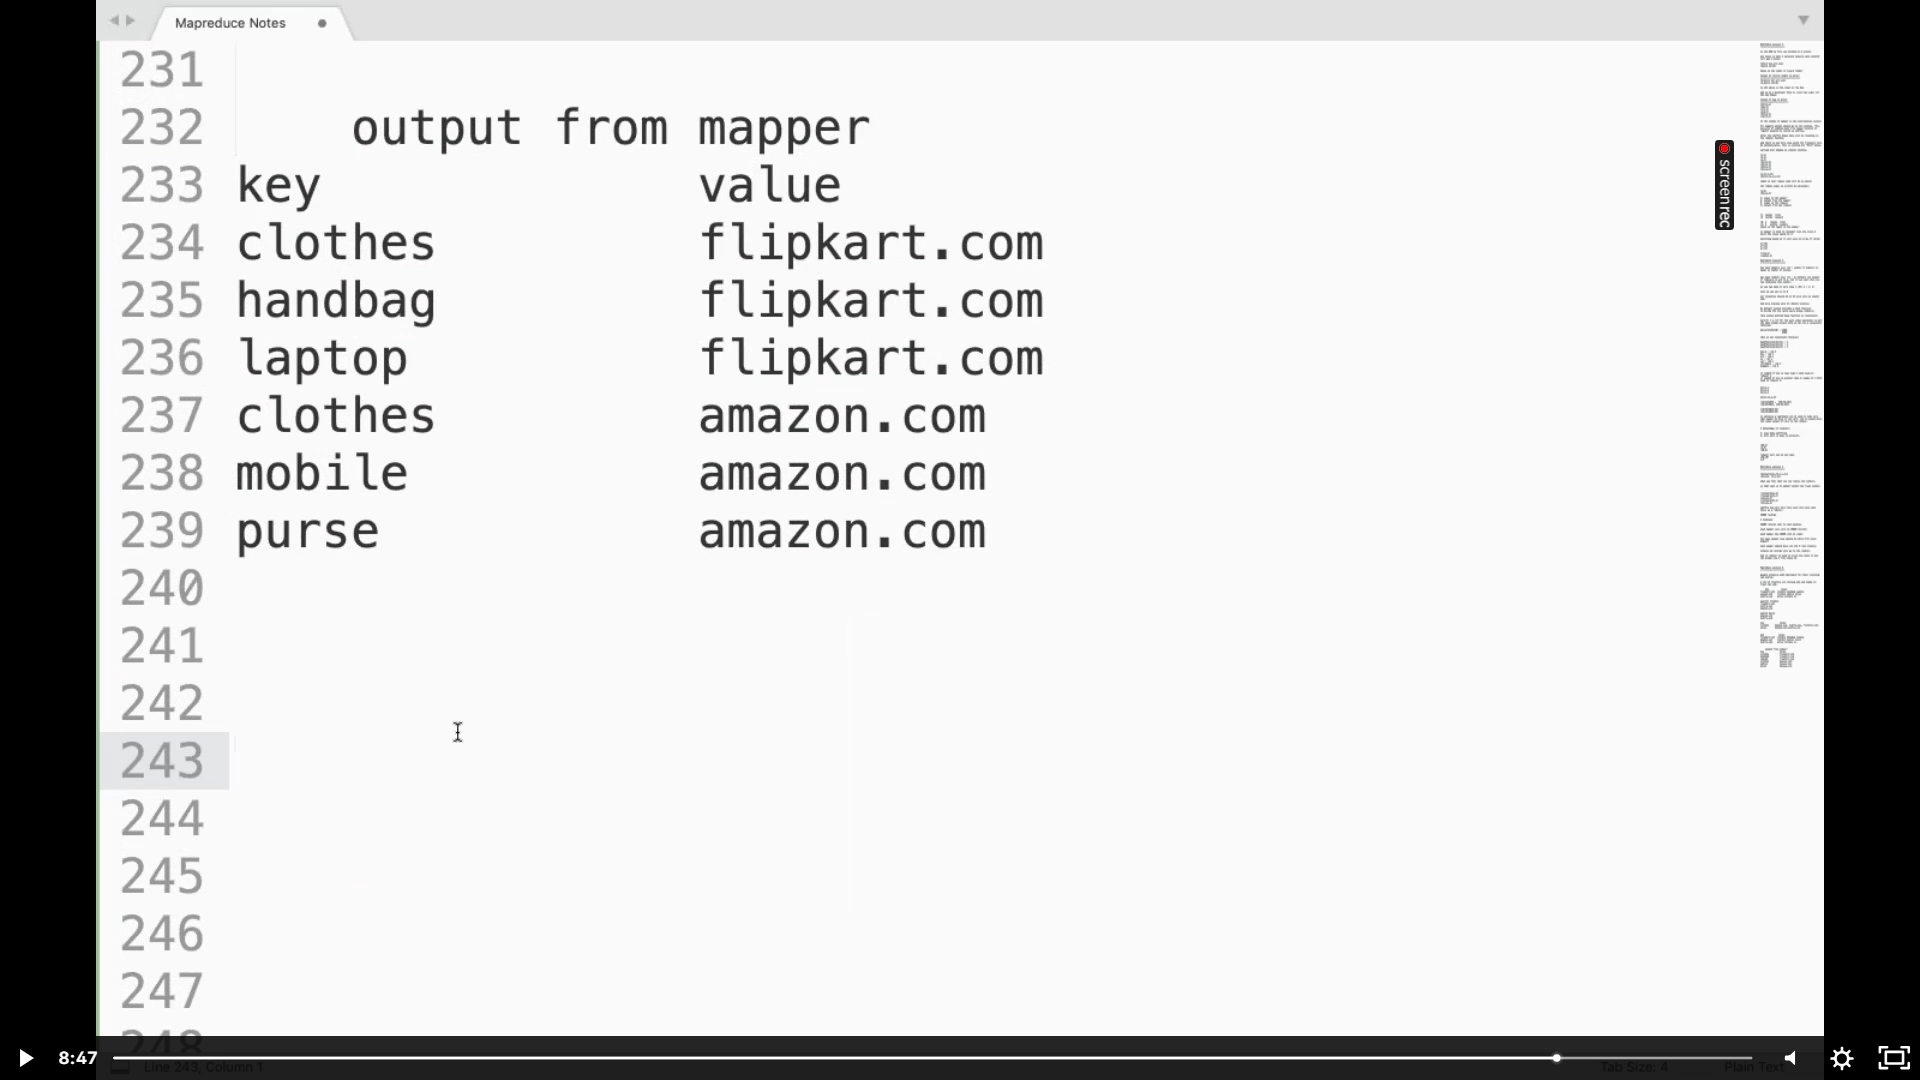 Mapreduce Notes
231
232 output from mapper
233 key value
234 clothes flipkart.com
235 handbag flipkart.com
236 laptop flipkart.com
237 clothes amazon.com
238 mobile amazon.com
239 purse amazon.com
240
241
242
243
244
245
246
247
248
screenrec
8:47
Line 243, Column 1 Tab Size: 4 Plain Text